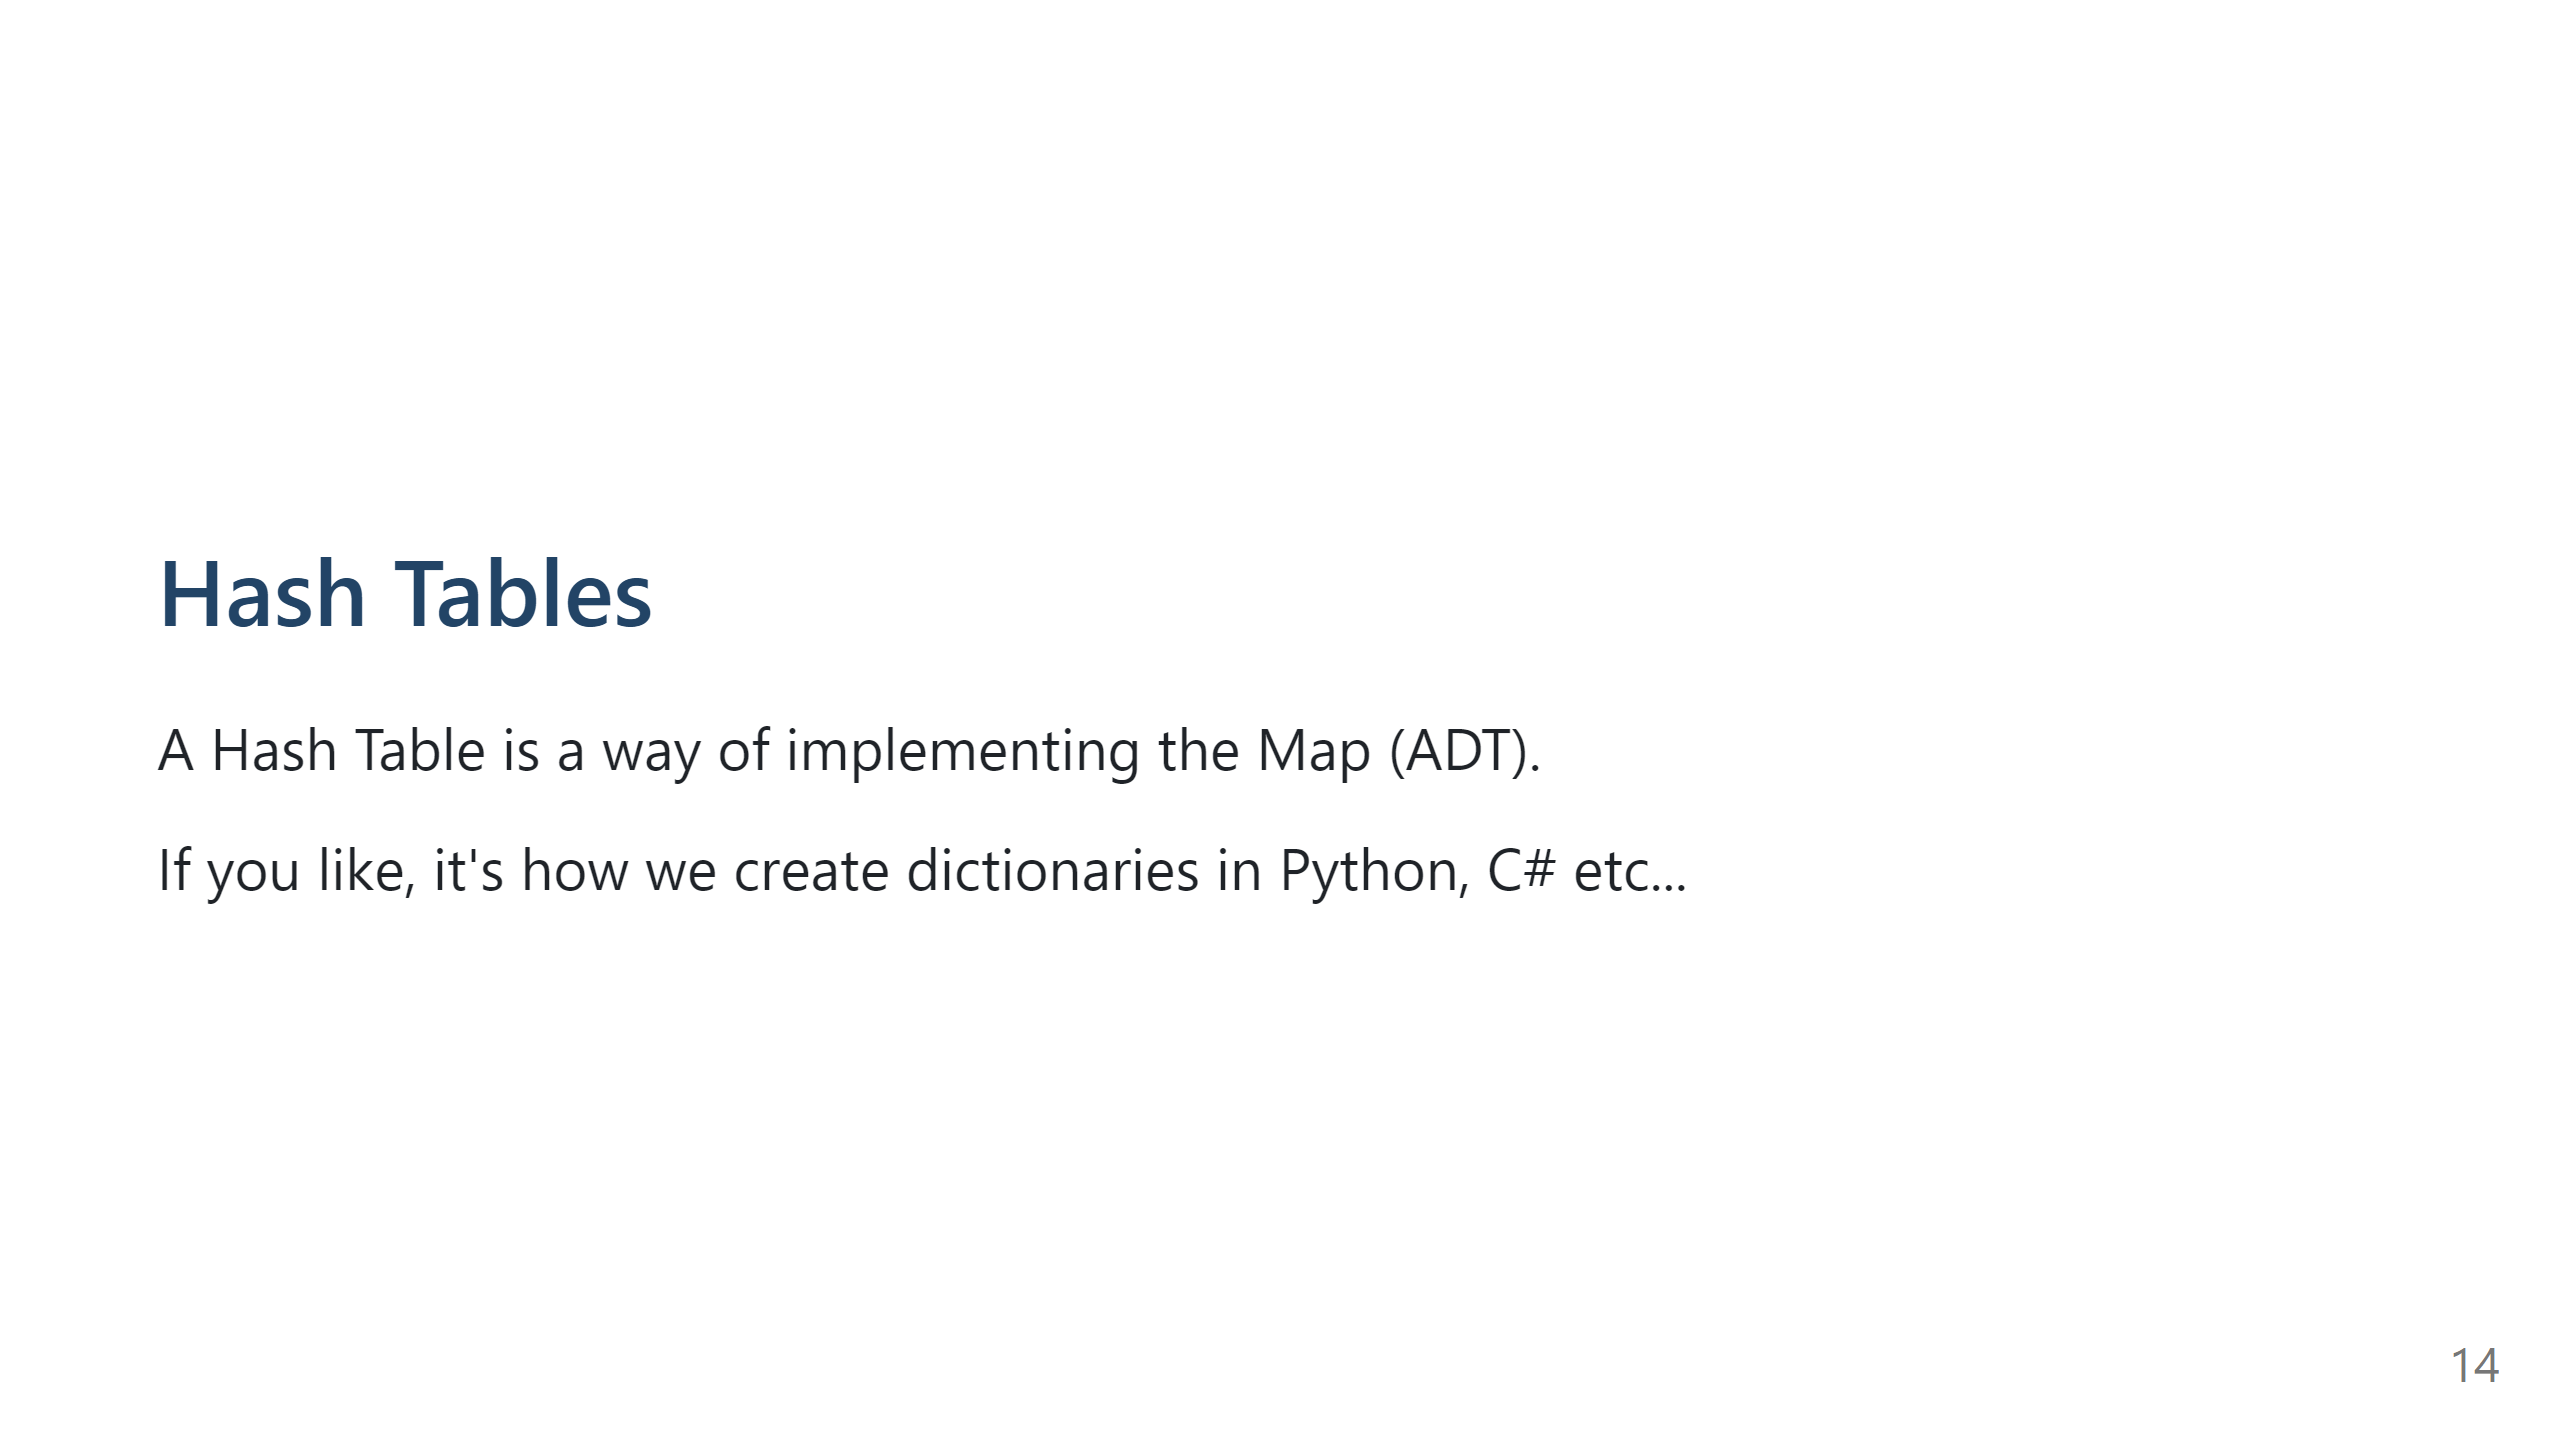 Hash Tables
A Hash Table is a way of implementing the Map (ADT).
If you like, it's how we create dictionaries in Python, C# etc...
14